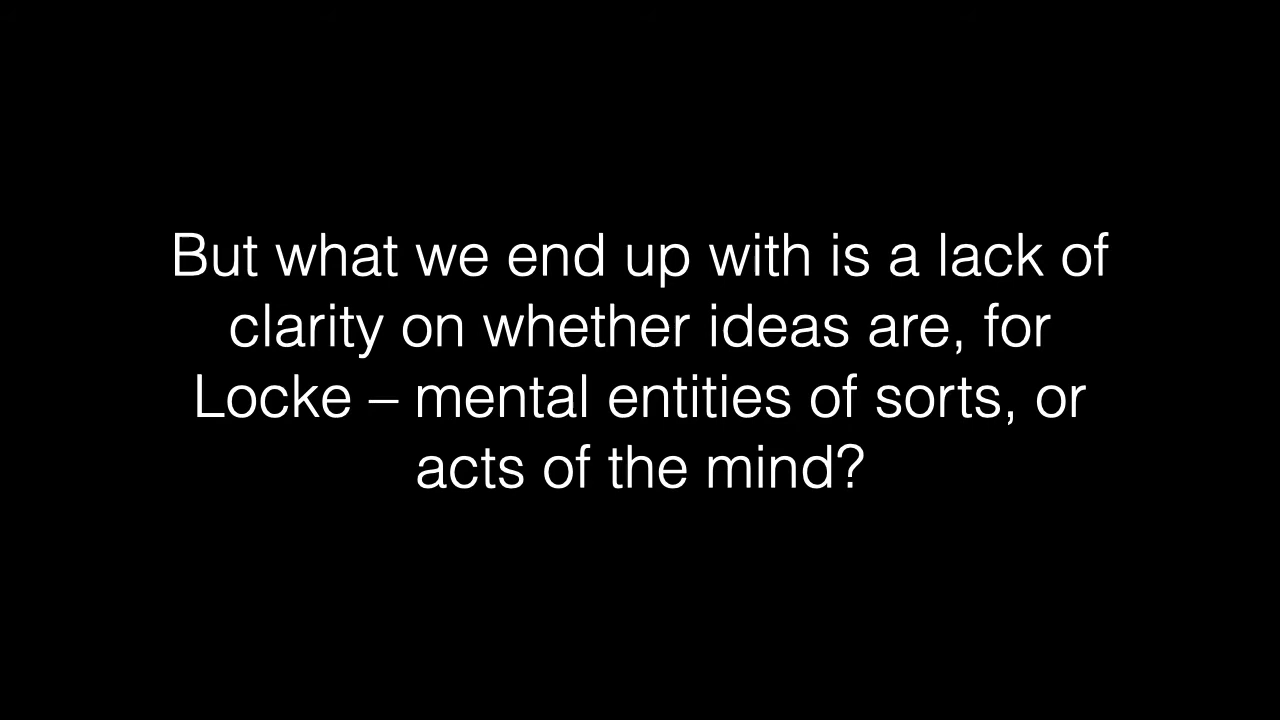 But what we end up with is a lack of
clarity on whether ideas are, for
Locke – mental entities of sorts, or
acts of the mind?